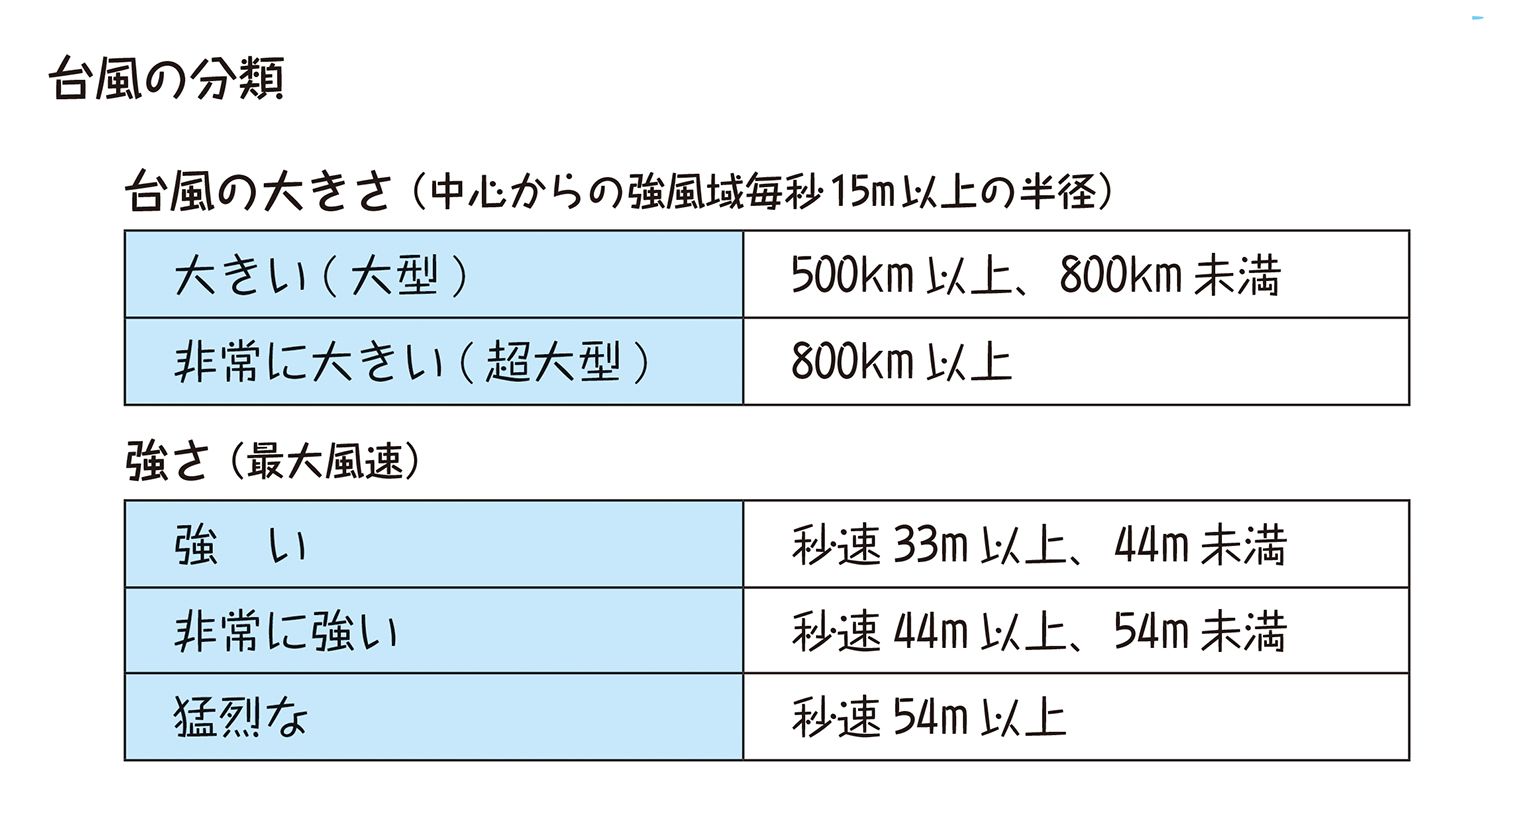 台風の分類
台風の大きさ（中心からの強風域毎秒15m以上の半径）
大きい(大型) 500km以上、800km未満
非常に大きい(超大型) 800km以上
強さ（最大風速）
強　い 秒速33m以上、44m未満
非常に強い 秒速44m以上、54m未満
猛烈な 秒速54m以上